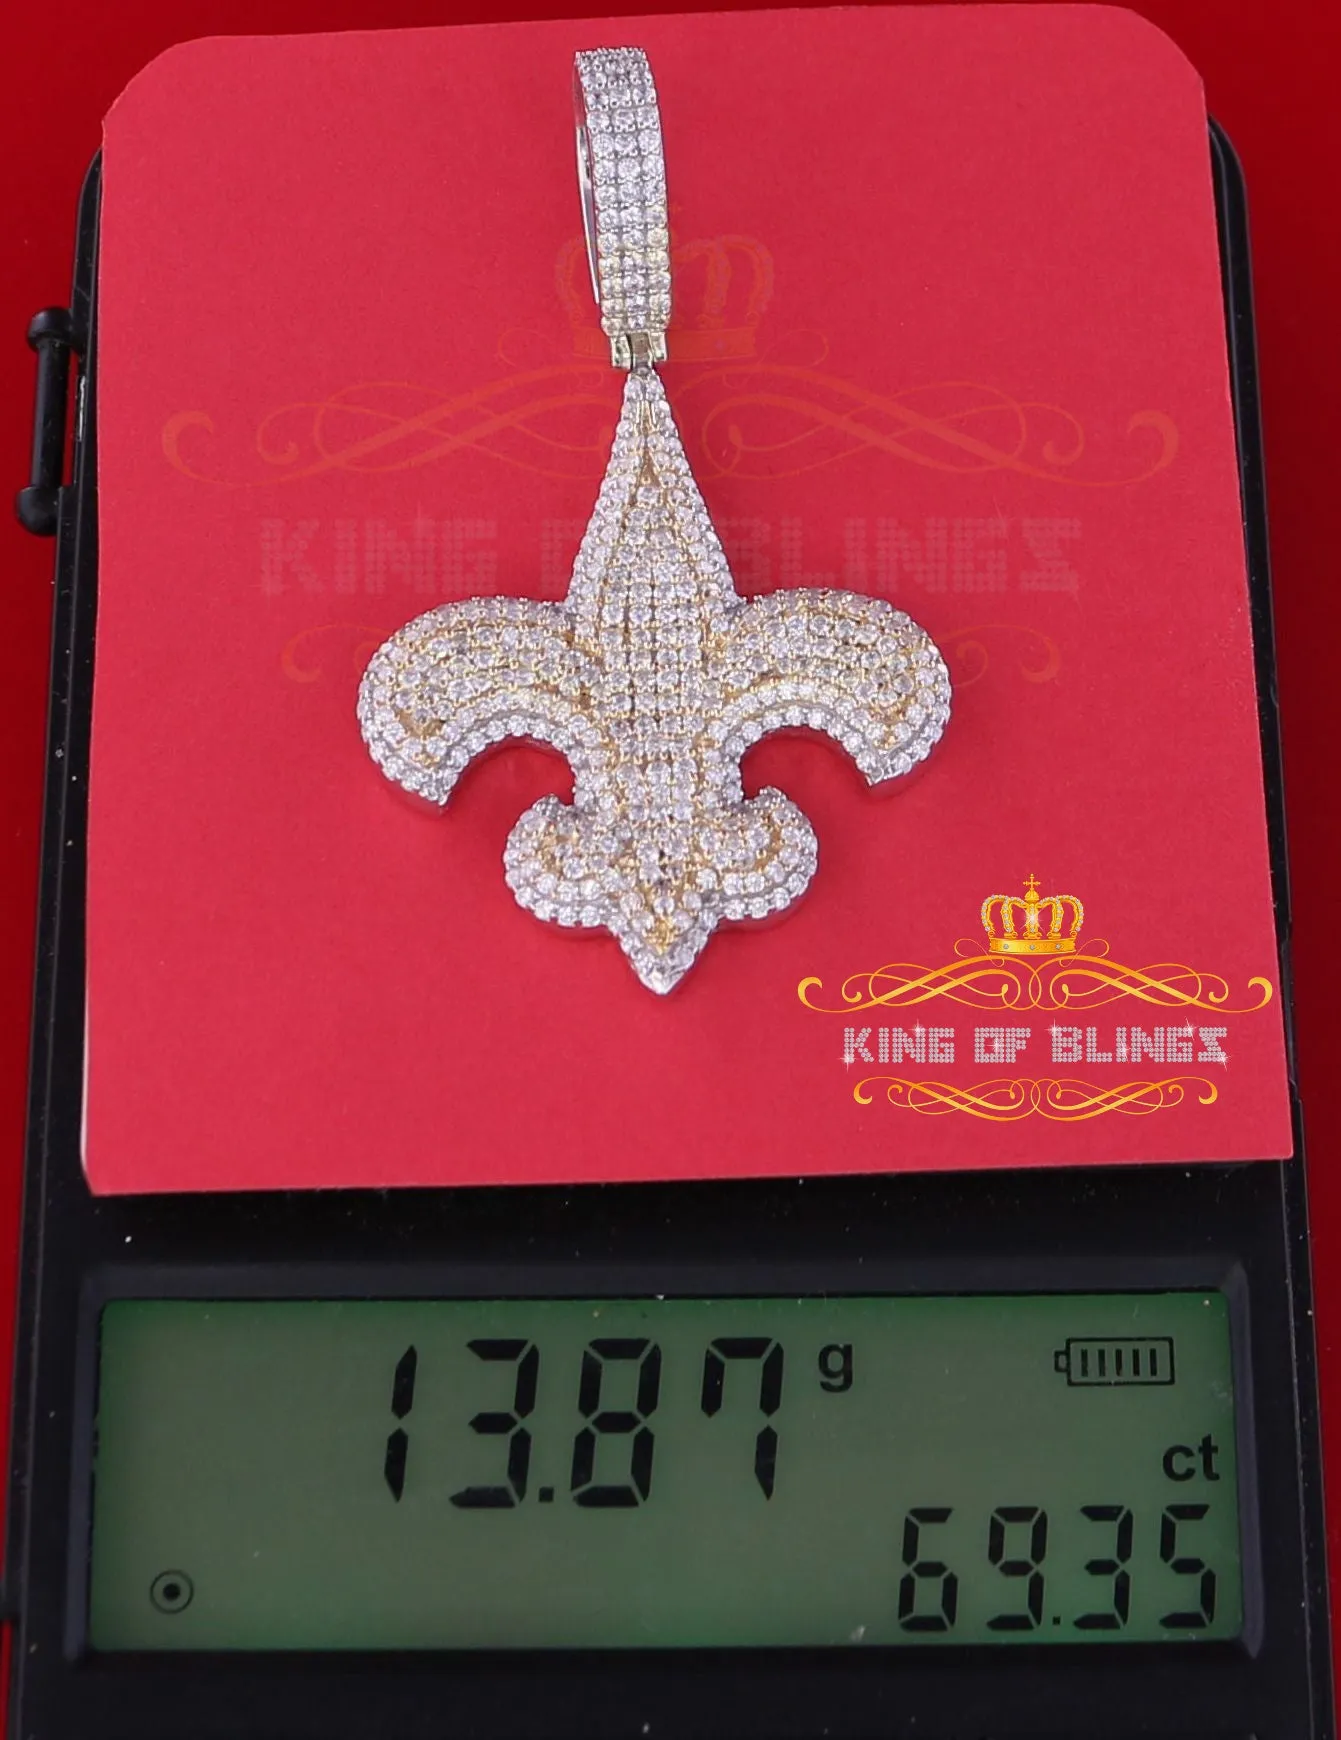 KING OF BLINGS
KING OF BLINGS
13.87 g
ct
69.35